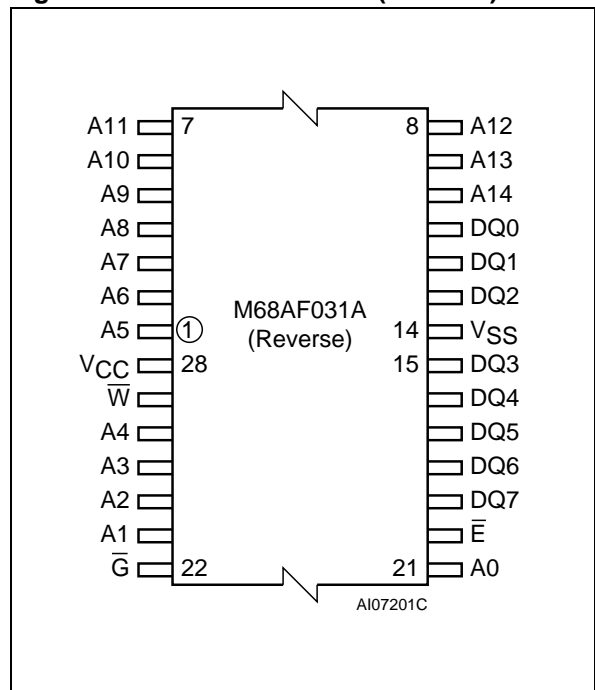 A11 7 8 A12
A10 A13
A9 A14
A8 DQ0
A7 DQ1
A6 DQ2
M68AF031A
(Reverse)
A5 1 14 VSS
VCC 28 15 DQ3
W̅ DQ4
A4 DQ5
A3 DQ6
A2 DQ7
A1 E̅
G̅ 22 21 A0
AI07201C